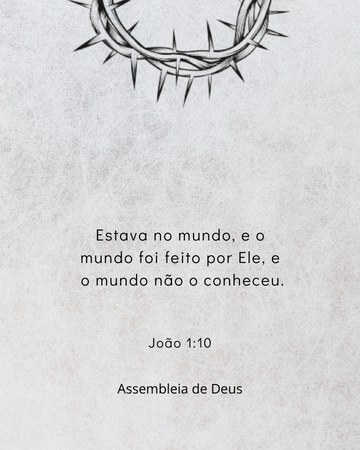 Estava no mundo, e o
mundo foi feito por Ele, e
o mundo não o conheceu.
João 1:10
Assembleia de Deus